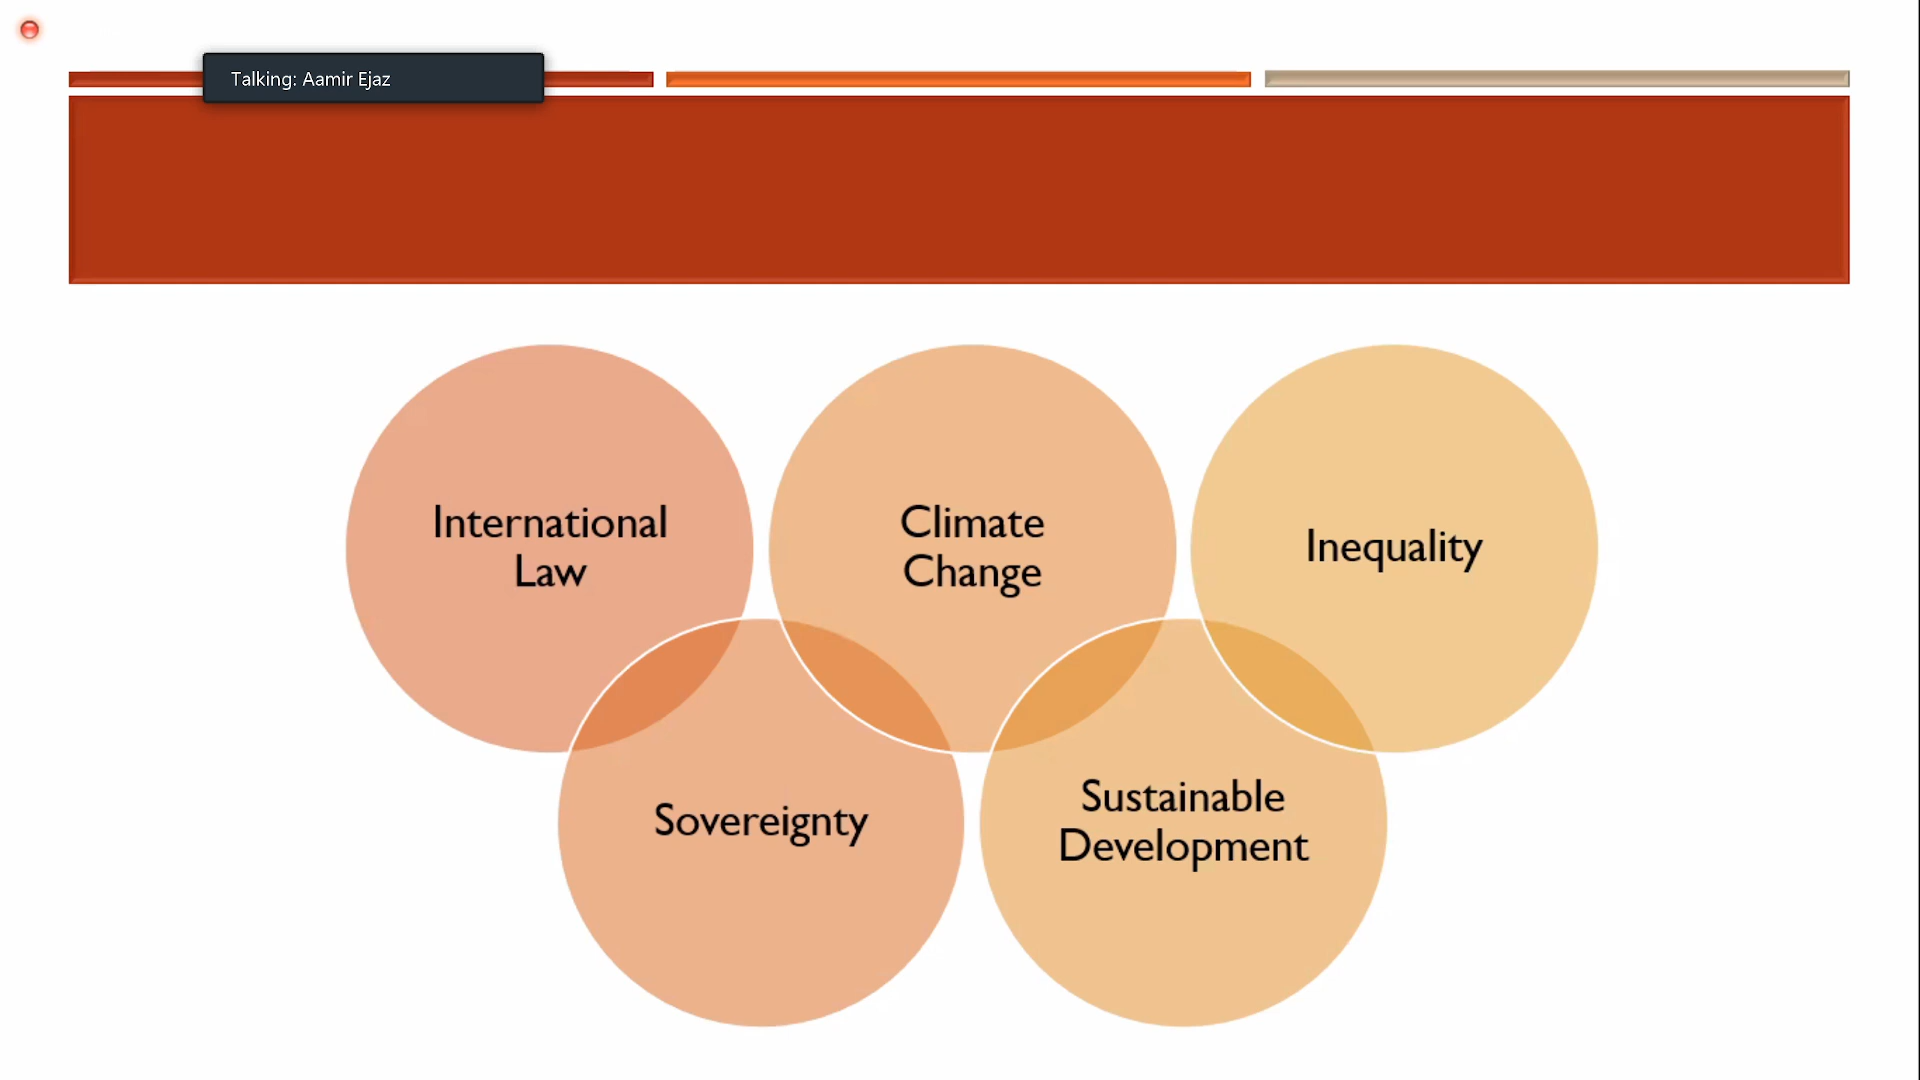 Talking: Aamir Ejaz
International
Law
Climate
Change
Inequality
Sovereignty
Sustainable
Development